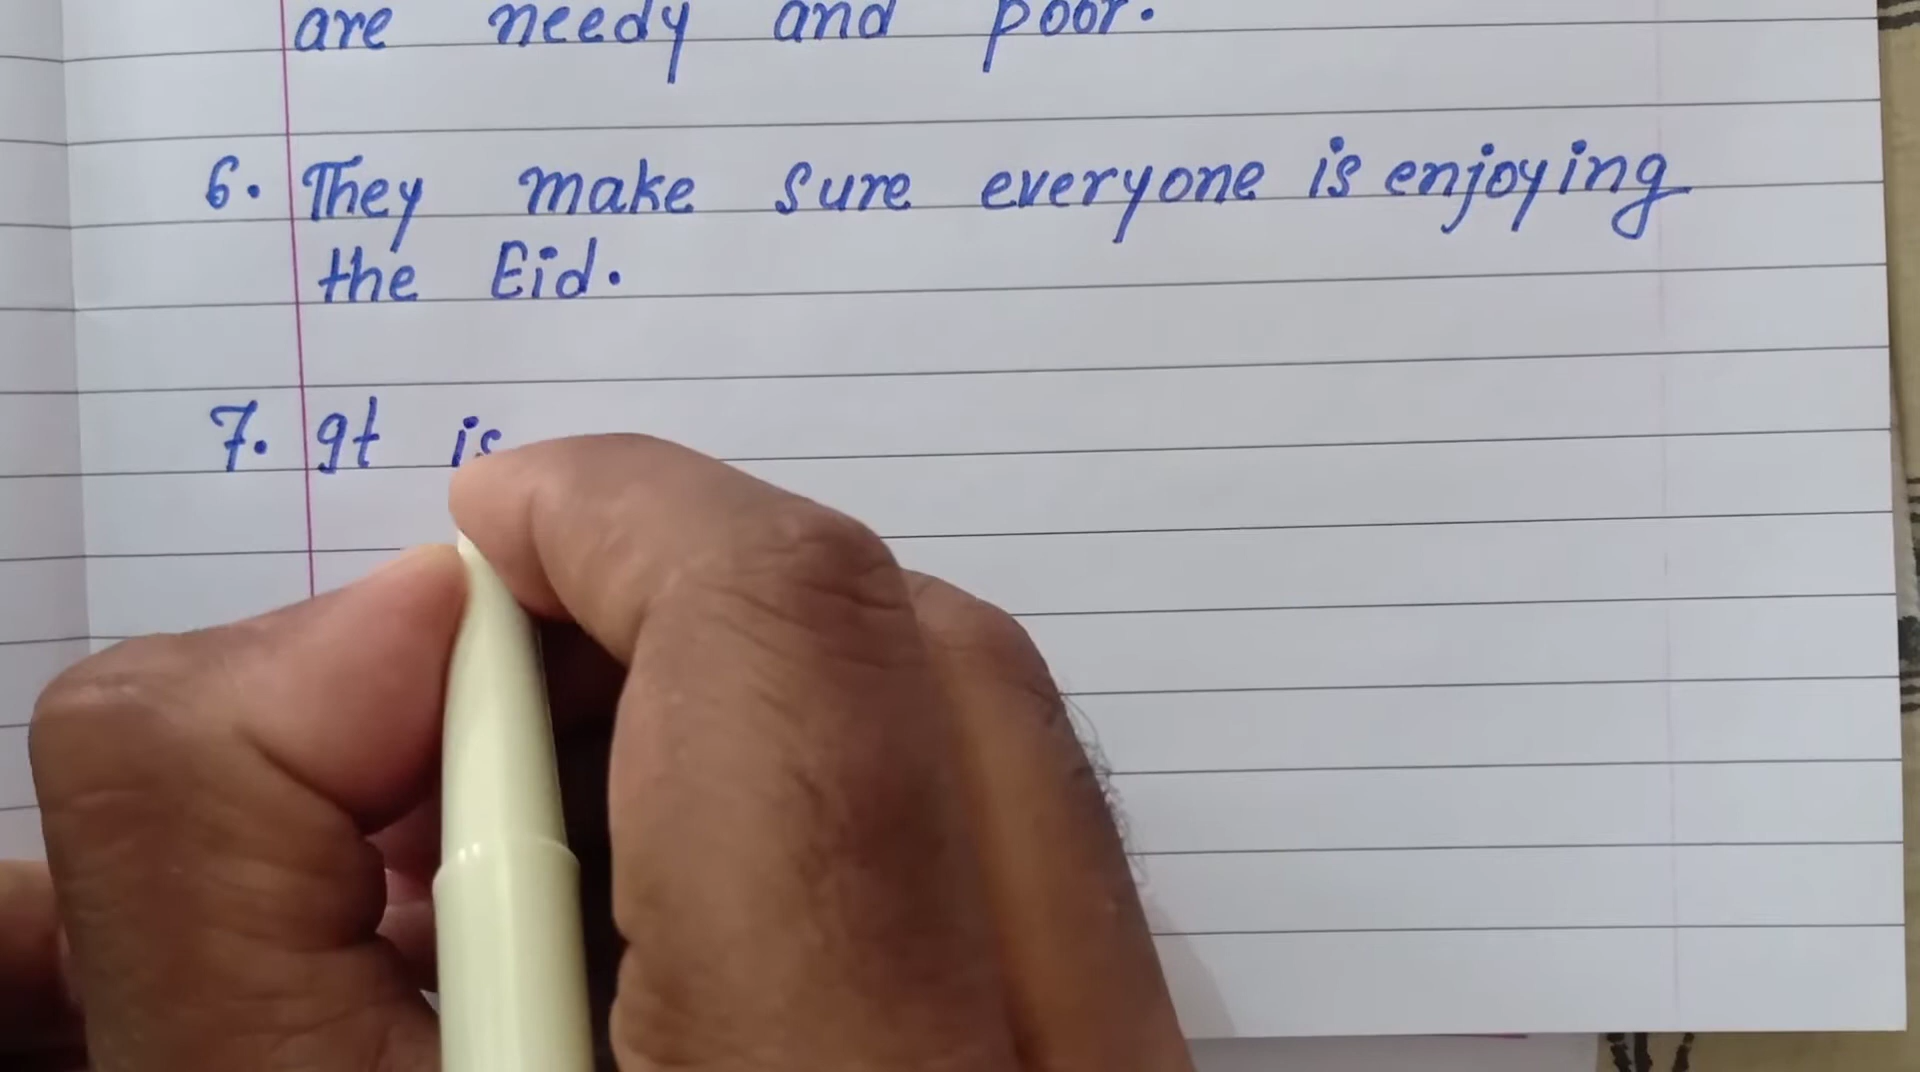 are needy and poor.
6. They make sure everyone is enjoying
the Eid.
7. It is